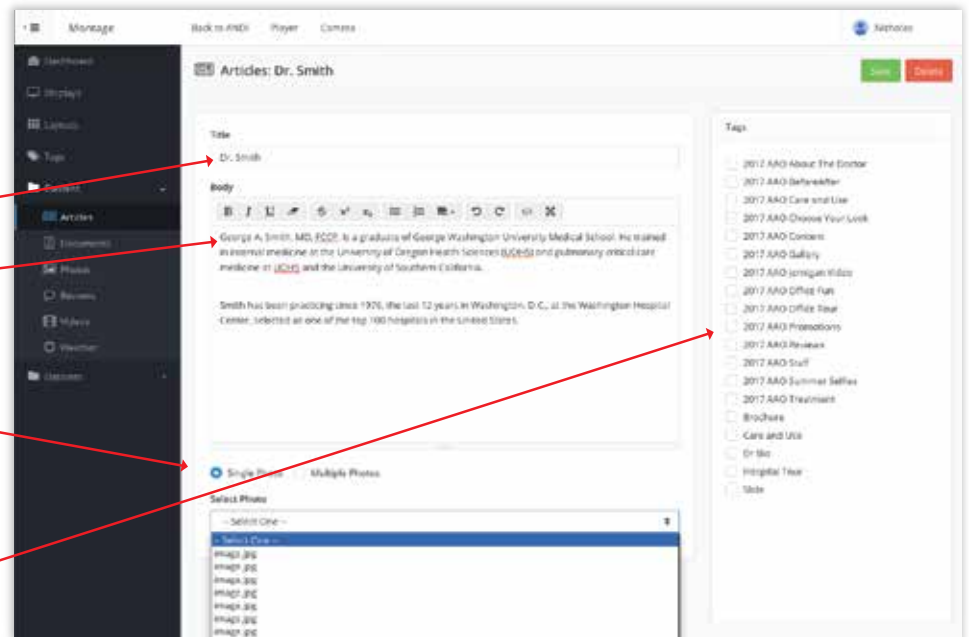 Montage
Back to ANDI Player Camera
Nicholas
Dashboard
Displays
Layouts
Tags
Content
Articles
Documents
Photos
Reviews
Videos
Weather
Articles: Dr. Smith
Save Delete
Title
Dr. Smith
Body
B I U
George A. Smith, MD, FCCP, is a graduate of George Washington University Medical School. He trained
in internal medicine at the University of Oregon Health Sciences (UOHS) and pulmonary critical care
medicine at UOHS and the University of Southern California.
Smith has been practicing since 1976, the last 12 years in Washington, D.C., at the Washington Hospital
Center, selected as one of the top 100 hospitals in the United States.
Single Photo Multiple Photos
Select Photo
-- Select One --
-- Select One --
image.jpg
image.jpg
image.jpg
image.jpg
image.jpg
image.jpg
image.jpg
Tags
2017 AAO About The Doctor
2017 AAO BeforeAfter
2017 AAO Care and Use
2017 AAO Choose Your Look
2017 AAO Content
2017 AAO Gallery
2017 AAO Jernigan Video
2017 AAO Office Fun
2017 AAO Office Tour
2017 AAO Promotions
2017 AAO Reviews
2017 AAO Staff
2017 AAO Summer Selfies
2017 AAO Treatment
Brochure
Care and Use
Hospital Tour
Slide